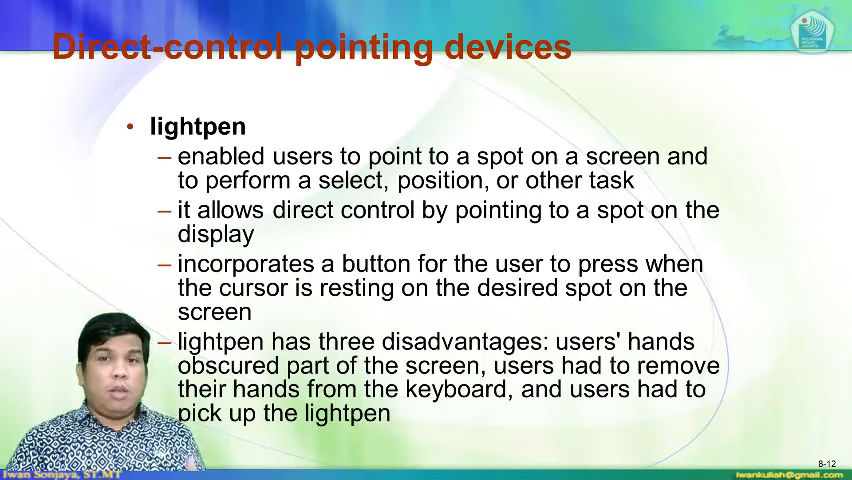 Direct-control pointing devices
• lightpen
– enabled users to point to a spot on a screen and
to perform a select, position, or other task
– it allows direct control by pointing to a spot on the
display
– incorporates a button for the user to press when
the cursor is resting on the desired spot on the
screen
– lightpen has three disadvantages: users' hands
obscured part of the screen, users had to remove
their hands from the keyboard, and users had to
pick up the lightpen
8-12
Iwan Sonjaya, ST.MT
iwankuliah@gmail.com